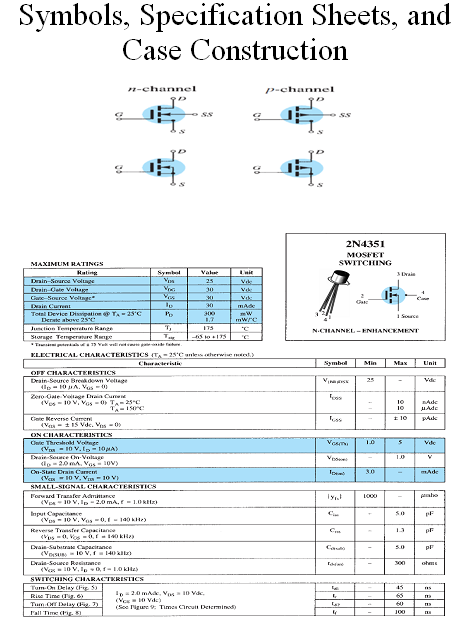 Symbols, Specification Sheets, and
Case Construction
n-channel
p-channel
D
G
SS
S
D
G
SS
S
D
G
S
D
G
S
2N4351
MOSFET
SWITCHING
3 Drain
2
Gate
4
Case
1 Source
3 2
4 1
N-CHANNEL – ENHANCEMENT
MAXIMUM RATINGS
Rating Symbol Value Unit
Drain–Source Voltage VDS 25 Vdc
Drain–Gate Voltage VDG 30 Vdc
Gate–Source Voltage* VGS 30 Vdc
Drain Current ID 30 mAdc
Total Device Dissipation @ TA = 25°C PD 300 mW
Derate above 25°C 1.7 mW/°C
Junction Temperature Range TJ 175 °C
Storage Temperature Range Tstg –65 to +175 °C
* Transient potentials of ± 75 Volt will not cause gate-oxide failure.
ELECTRICAL CHARACTERISTICS (TA = 25°C unless otherwise noted.)
Characteristic Symbol Min Max Unit
OFF CHARACTERISTICS
Drain-Source Breakdown Voltage V(BR)DSX 25 – Vdc
(ID = 10 µA, VGS = 0)
Zero-Gate-Voltage Drain Current IDSS
(VDS = 10 V, VGS = 0) TA = 25°C – 10 nAdc
TA = 150°C – 10 µAdc
Gate Reverse Current IGSS – ± 10 pAdc
(VGS = ± 15 Vdc, VDS = 0)
ON CHARACTERISTICS
Gate Threshold Voltage VGS(Th) 1.0 5 Vdc
(VDS = 10 V, ID = 10 µA)
Drain-Source On-Voltage VDS(on) – 1.0 V
(ID = 2.0 mA, VGS = 10V)
On-State Drain Current ID(on) 3.0 – mAdc
(VGS = 10 V, VDS = 10 V)
SMALL-SIGNAL CHARACTERISTICS
Forward Transfer Admittance |yfs| 1000 – µmho
(VDS = 10 V, ID = 2.0 mA, f = 1.0 kHz)
Input Capacitance Ciss – 5.0 pF
(VDS = 10 V, VGS = 0, f = 140 kHz)
Reverse Transfer Capacitance Crss – 1.3 pF
(VDS = 0, VGS = 0, f = 140 kHz)
Drain-Substrate Capacitance Cd(sub) – 5.0 pF
(VD(SUB) = 10 V, f = 140 kHz)
Drain-Source Resistance rds(on) – 300 ohms
(VGS = 10 V, ID = 0, f = 1.0 kHz)
SWITCHING CHARACTERISTICS
Turn-On Delay (Fig. 5) td1 – 45 ns
Rise Time (Fig. 6) ID = 2.0 mAdc, VDS = 10 Vdc, tr – 65 ns
Turn-Off Delay (Fig. 7) (VGS = 10 Vdc) td2 – 60 ns
Fall Time (Fig. 8) (See Figure 9; Times Circuit Determined) tf – 100 ns